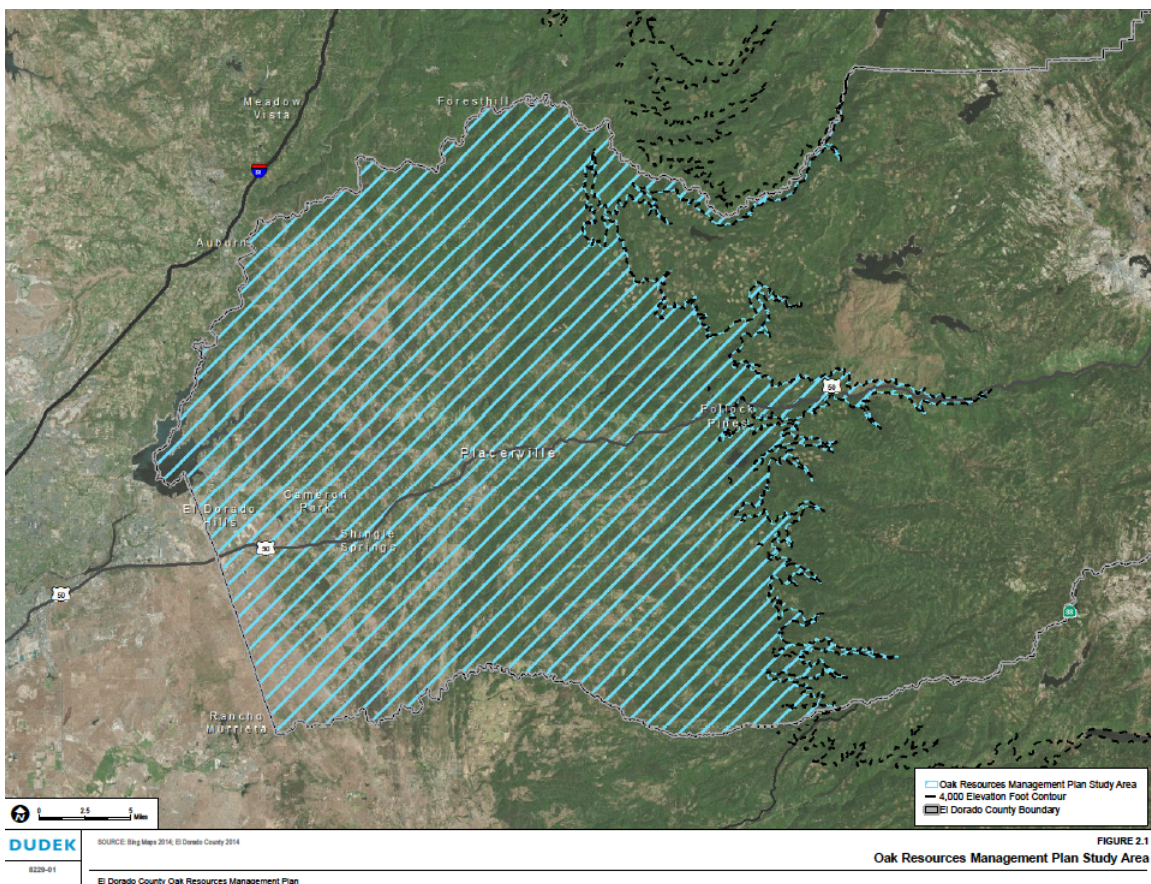 Meadow
Vista
Foresthill
Auburn
50
Pollock
Pines
Placerville
Cameron
Park
El Dorado
Hills
Shingle
Springs
50
50
88
Rancho
Murrieta
Oak Resources Management Plan Study Area
4,000 Elevation Foot Contour
El Dorado County Boundary
N
0 2.5 5
Miles
DUDEK
8229-01
SOURCE: Bing Maps 2014; El Dorado County 2014
El Dorado County Oak Resources Management Plan
FIGURE 2.1
Oak Resources Management Plan Study Area